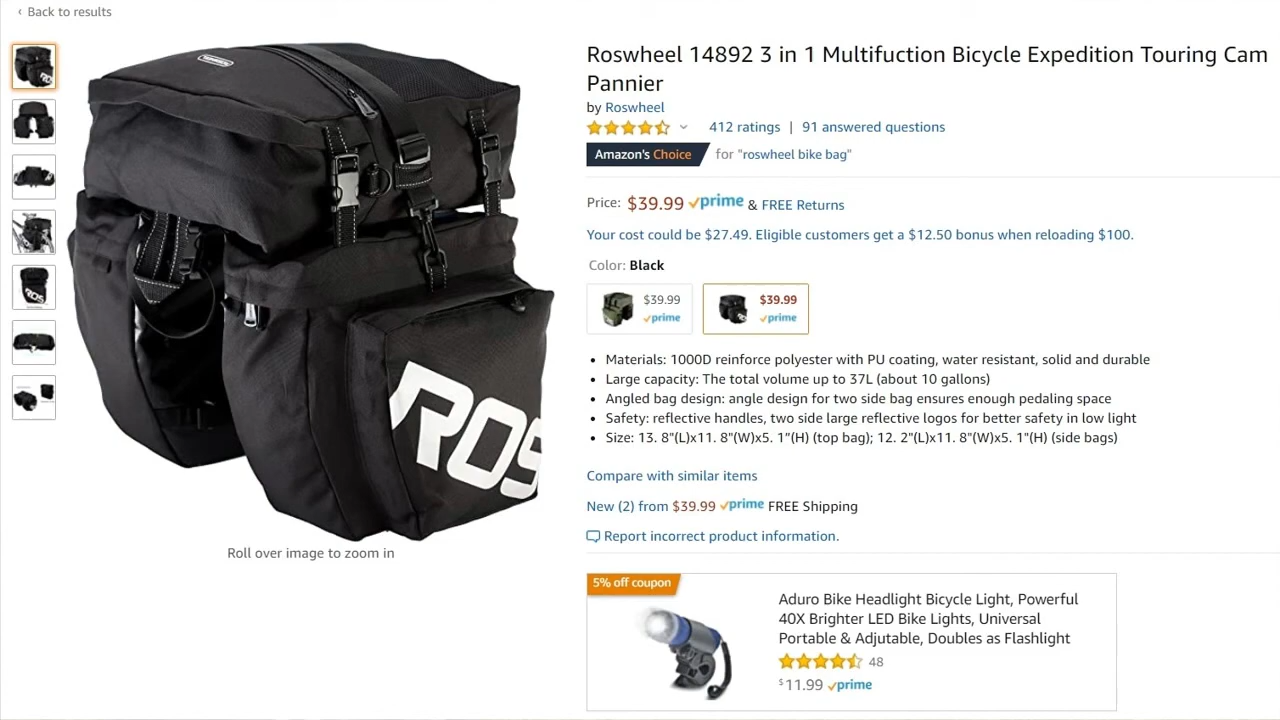 ‹ Back to results
Roswheel 14892 3 in 1 Multifuction Bicycle Expedition Touring Cam
Pannier
by Roswheel
412 ratings | 91 answered questions
Amazon's Choice for "roswheel bike bag"
Price: $39.99 prime & FREE Returns
Your cost could be $27.49. Eligible customers get a $12.50 bonus when reloading $100.
Color: Black
$39.99
prime
$39.99
prime
• Materials: 1000D reinforce polyester with PU coating, water resistant, solid and durable
• Large capacity: The total volume up to 37L (about 10 gallons)
• Angled bag design: angle design for two side bag ensures enough pedaling space
• Safety: reflective handles, two side large reflective logos for better safety in low light
• Size: 13. 8"(L)x11. 8"(W)x5. 1"(H) (top bag); 12. 2"(L)x11. 8"(W)x5. 1"(H) (side bags)
Compare with similar items
New (2) from $39.99 prime FREE Shipping
Report incorrect product information.
ROS
Roll over image to zoom in
5% off coupon
Aduro Bike Headlight Bicycle Light, Powerful
40X Brighter LED Bike Lights, Universal
Portable & Adjutable, Doubles as Flashlight
48
$11.99 prime